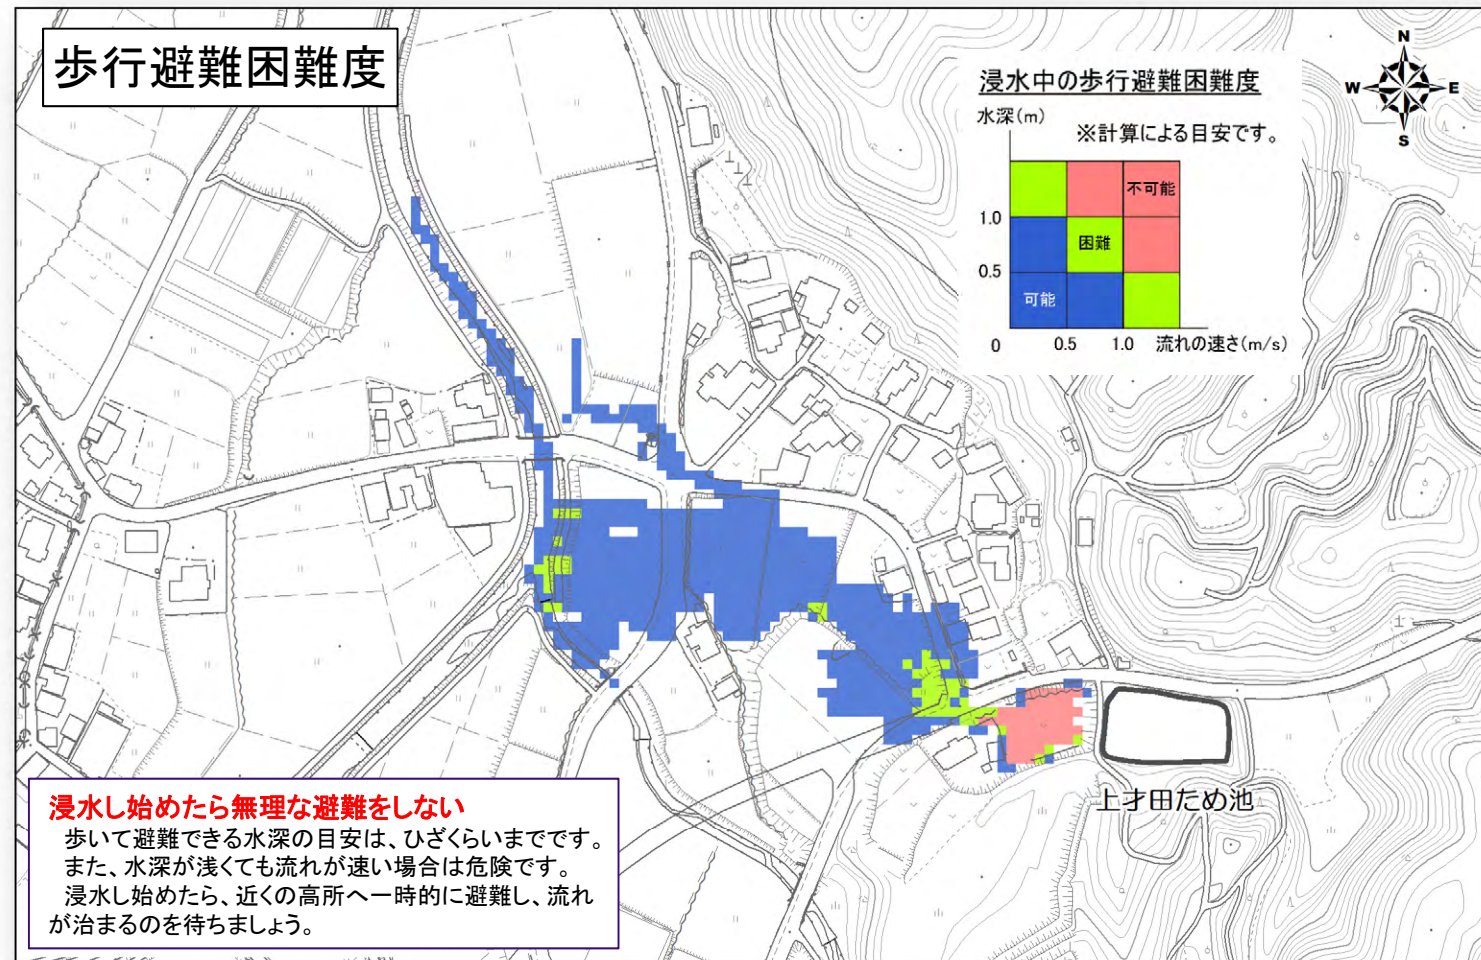 歩行避難困難度
N
W E
S
浸水中の歩行避難困難度
水深(m)
※計算による目安です。
不可能
1.0
困難
0.5
可能
0 0.5 1.0 流れの速さ(m/s)
上才田ため池
浸水し始めたら無理な避難をしない
歩いて避難できる水深の目安は、ひざくらいまでです。
また、水深が浅くても流れが速い場合は危険です。
浸水し始めたら、近くの高所へ一時的に避難し、流れ
が治まるのを待ちましょう。